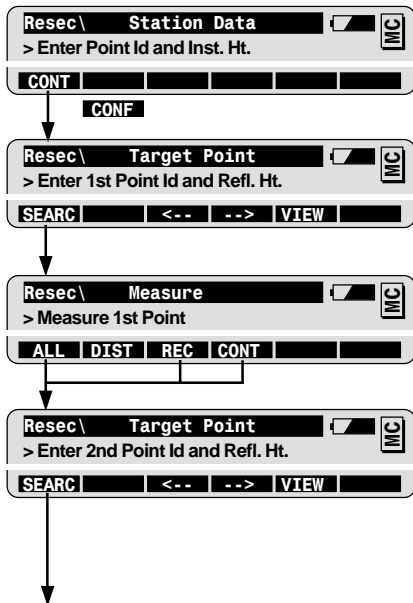 Resec\ Station Data MC
> Enter Point Id and Inst. Ht.
CONT
CONF
Resec\ Target Point MC
> Enter 1st Point Id and Refl. Ht.
SEARC <-- --> VIEW
Resec\ Measure MC
> Measure 1st Point
ALL DIST REC CONT
Resec\ Target Point MC
> Enter 2nd Point Id and Refl. Ht.
SEARC <-- --> VIEW